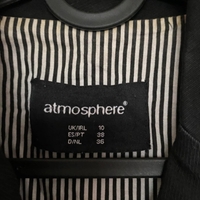 atmosphere®
UK/IRL 10
ES/PT 38
D/NL 36